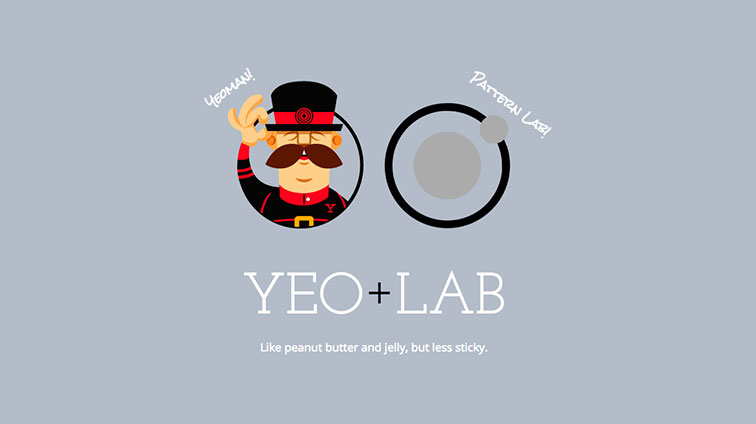 Yeoman!
Pattern Lab!
Y
YEO+LAB
Like peanut butter and jelly, but less sticky.